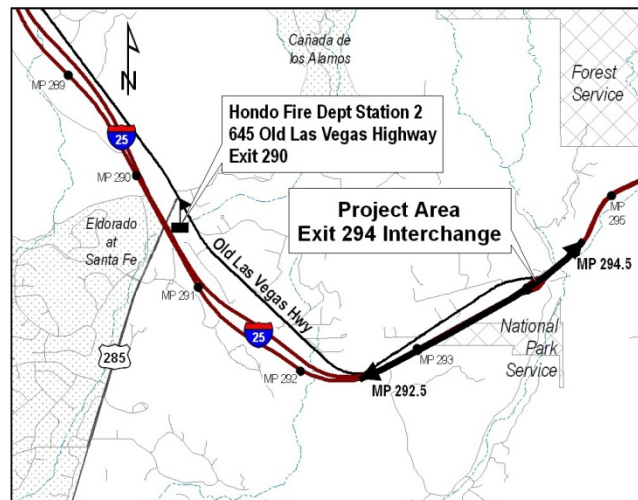 Cañada de
los Alamos
Forest
Service
MP 289
N
Hondo Fire Dept Station 2
645 Old Las Vegas Highway
Exit 290
25
MP 290
MP
295
Project Area
Exit 294 Interchange
Eldorado
at
Santa Fe
Old Las Vegas Hwy
MP 294.5
MP 291
National
Park
Service
25
285
MP 293
MP 292
MP 292.5